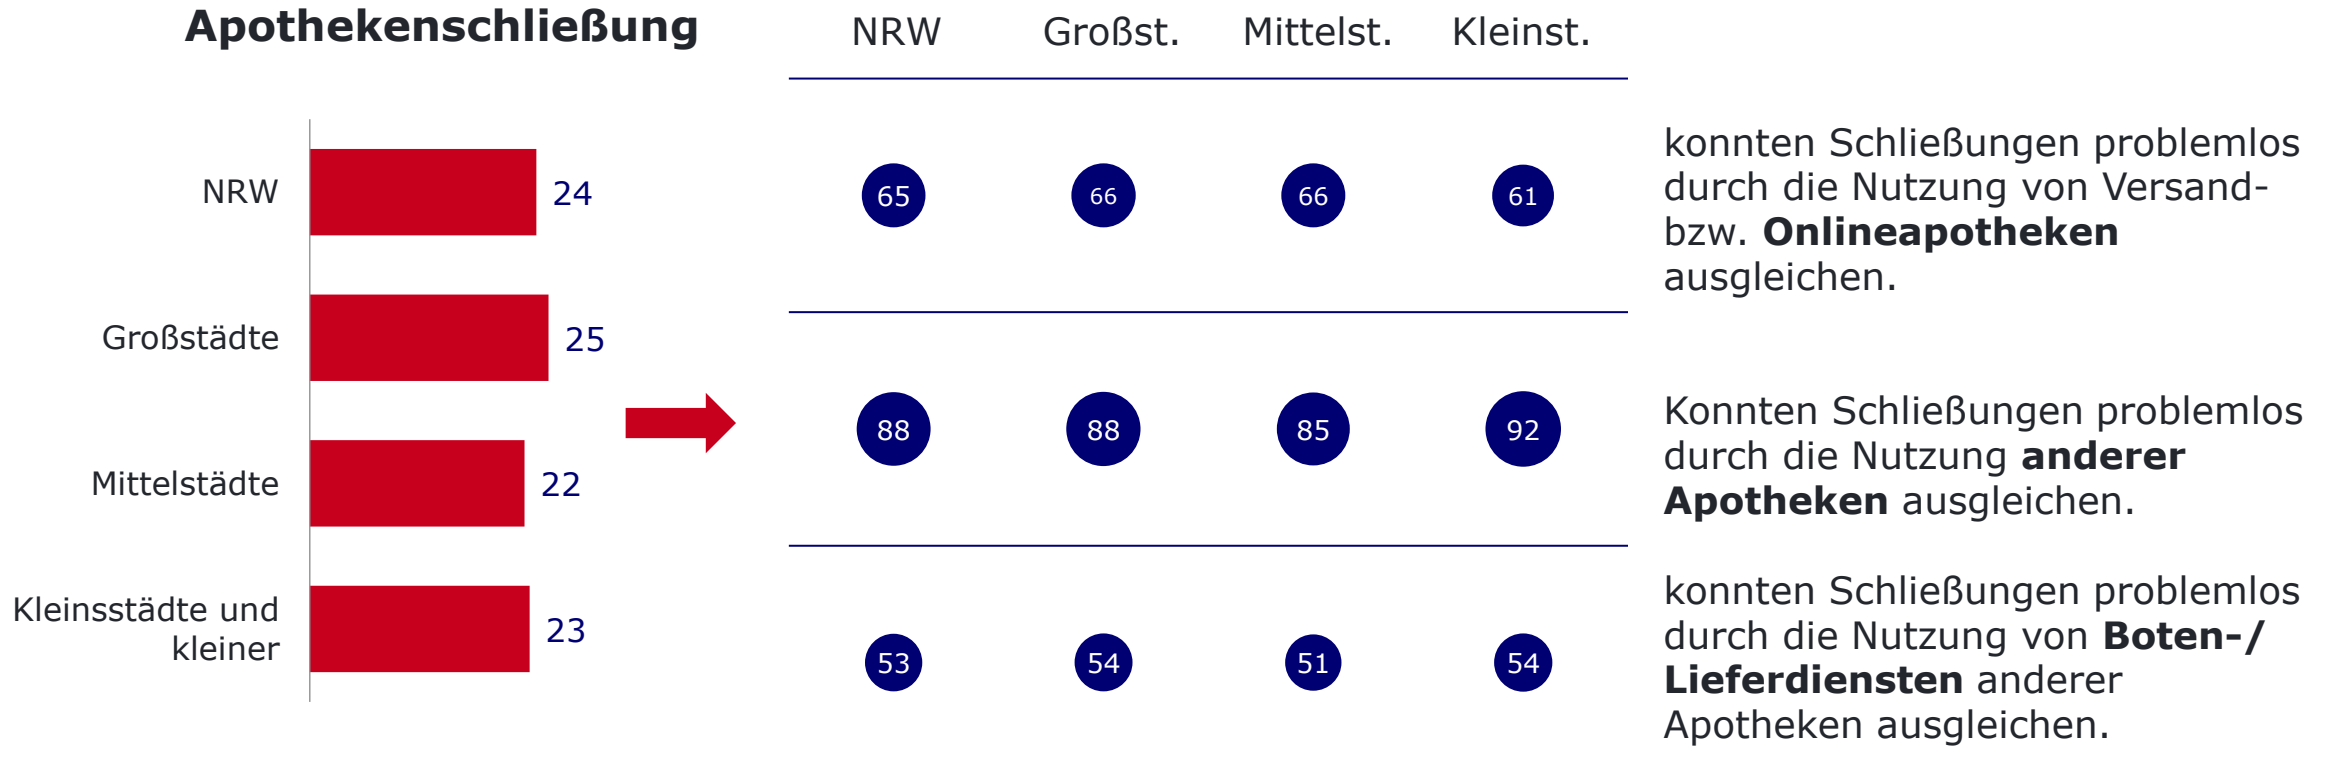 Apothekenschließung
NRW 24
Großstädte 25
Mittelstädte 22
Kleinsstädte und
kleiner 23
NRW Großst. Mittelst. Kleinst.
65 66 66 61
konnten Schließungen problemlos
durch die Nutzung von Versand-
bzw. Onlineapotheken
ausgleichen.
88 88 85 92
Konnten Schließungen problemlos
durch die Nutzung anderer
Apotheken ausgleichen.
53 54 51 54
konnten Schließungen problemlos
durch die Nutzung von Boten-/
Lieferdiensten anderer
Apotheken ausgleichen.